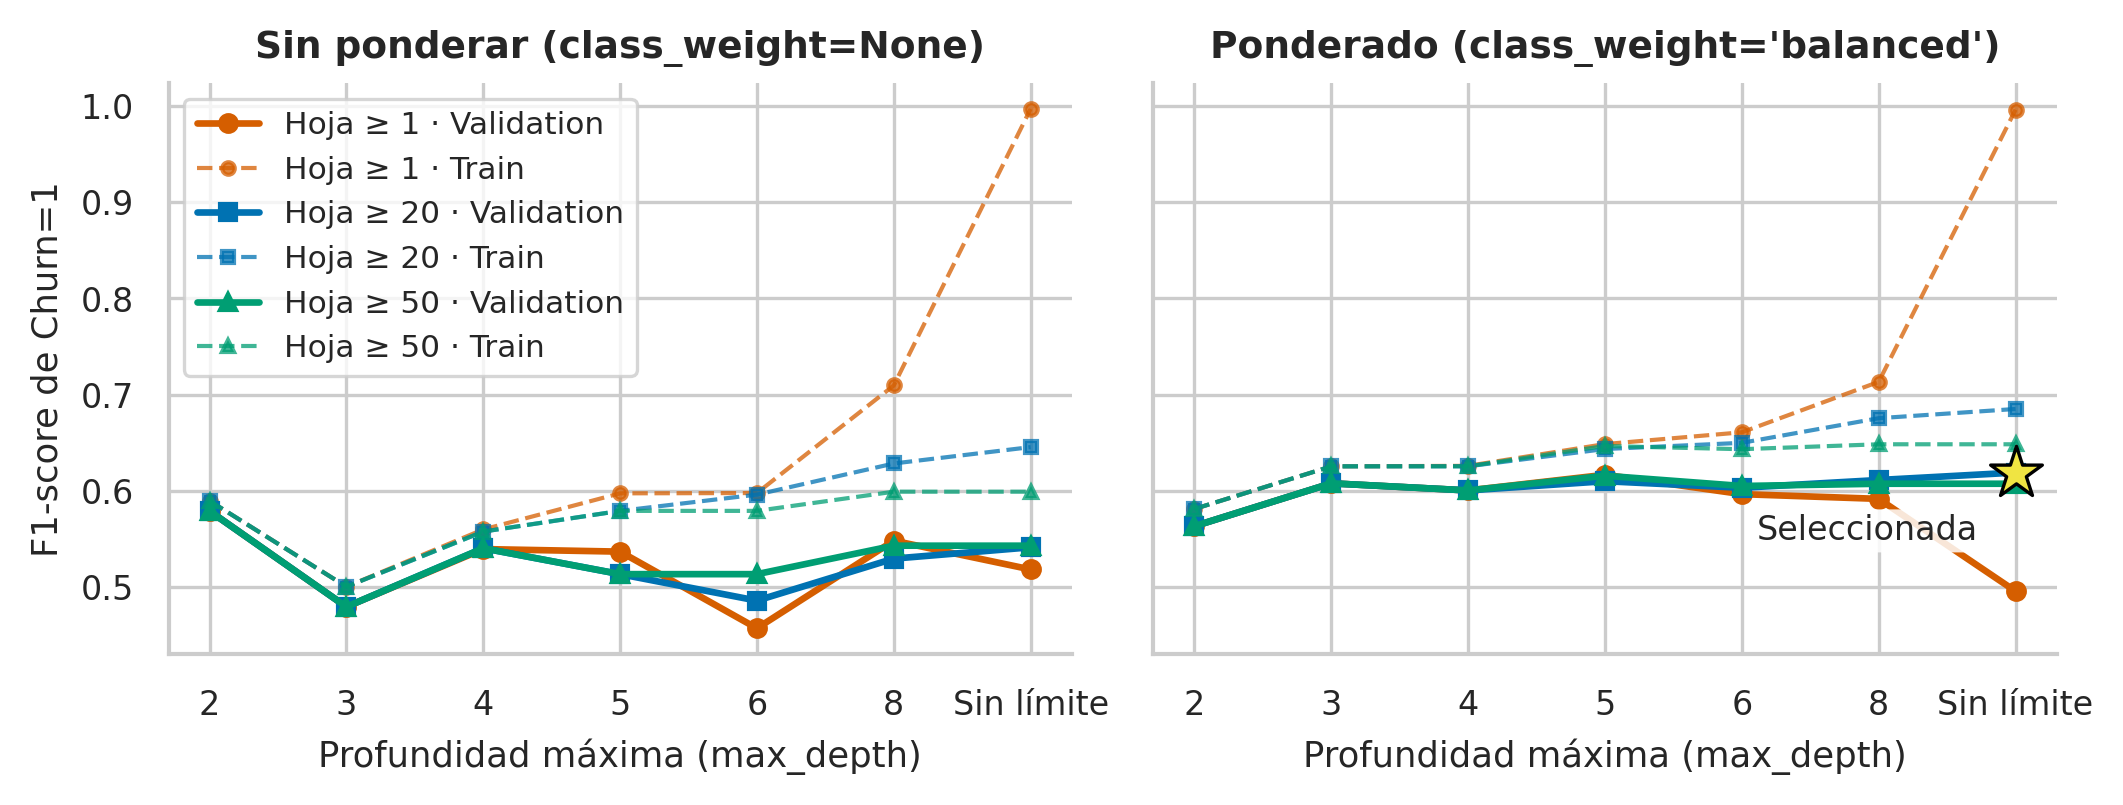 Sin ponderar (class_weight=None)
Ponderado (class_weight='balanced')
F1-score de Churn=1
1.0
0.9
0.8
0.7
0.6
0.5
Hoja ≥ 1 · Validation
Hoja ≥ 1 · Train
Hoja ≥ 20 · Validation
Hoja ≥ 20 · Train
Hoja ≥ 50 · Validation
Hoja ≥ 50 · Train
Seleccionada
2 3 4 5 6 8 Sin límite
2 3 4 5 6 8 Sin límite
Profundidad máxima (max_depth)
Profundidad máxima (max_depth)